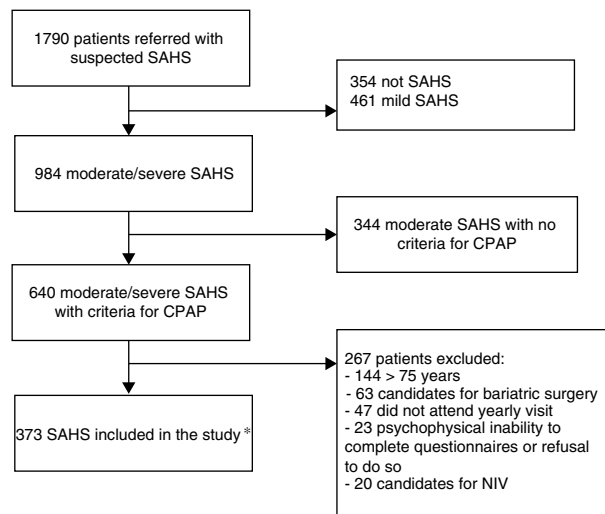 1790 patients referred with
suspected SAHS
354 not SAHS
461 mild SAHS
984 moderate/severe SAHS
344 moderate SAHS with no
criteria for CPAP
640 moderate/severe SAHS
with criteria for CPAP
267 patients excluded:
- 144 > 75 years
- 63 candidates for bariatric surgery
- 47 did not attend yearly visit
- 23 psychophysical inability to
complete questionnaires or refusal
to do so
- 20 candidates for NIV
373 SAHS included in the study*